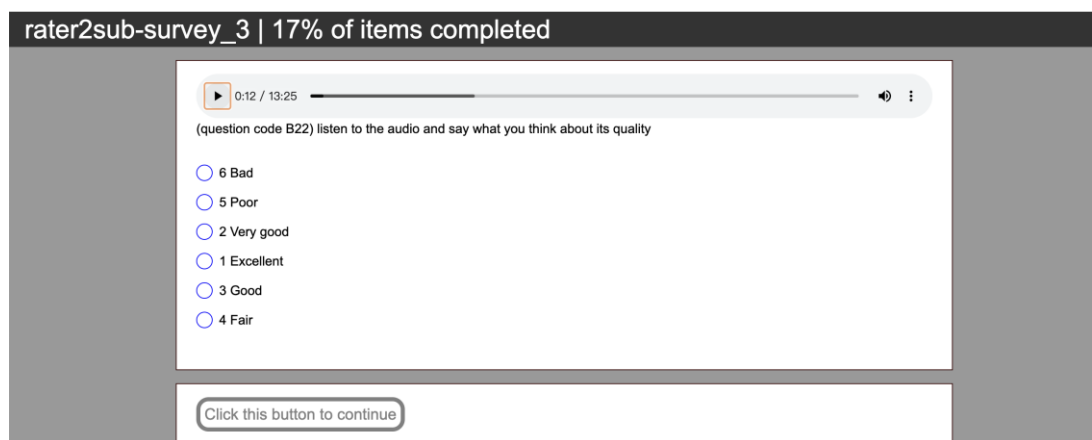 rater2sub-survey_3 | 17% of items completed
0:12 / 13:25
(question code B22) listen to the audio and say what you think about its quality
6 Bad
5 Poor
2 Very good
1 Excellent
3 Good
4 Fair
Click this button to continue